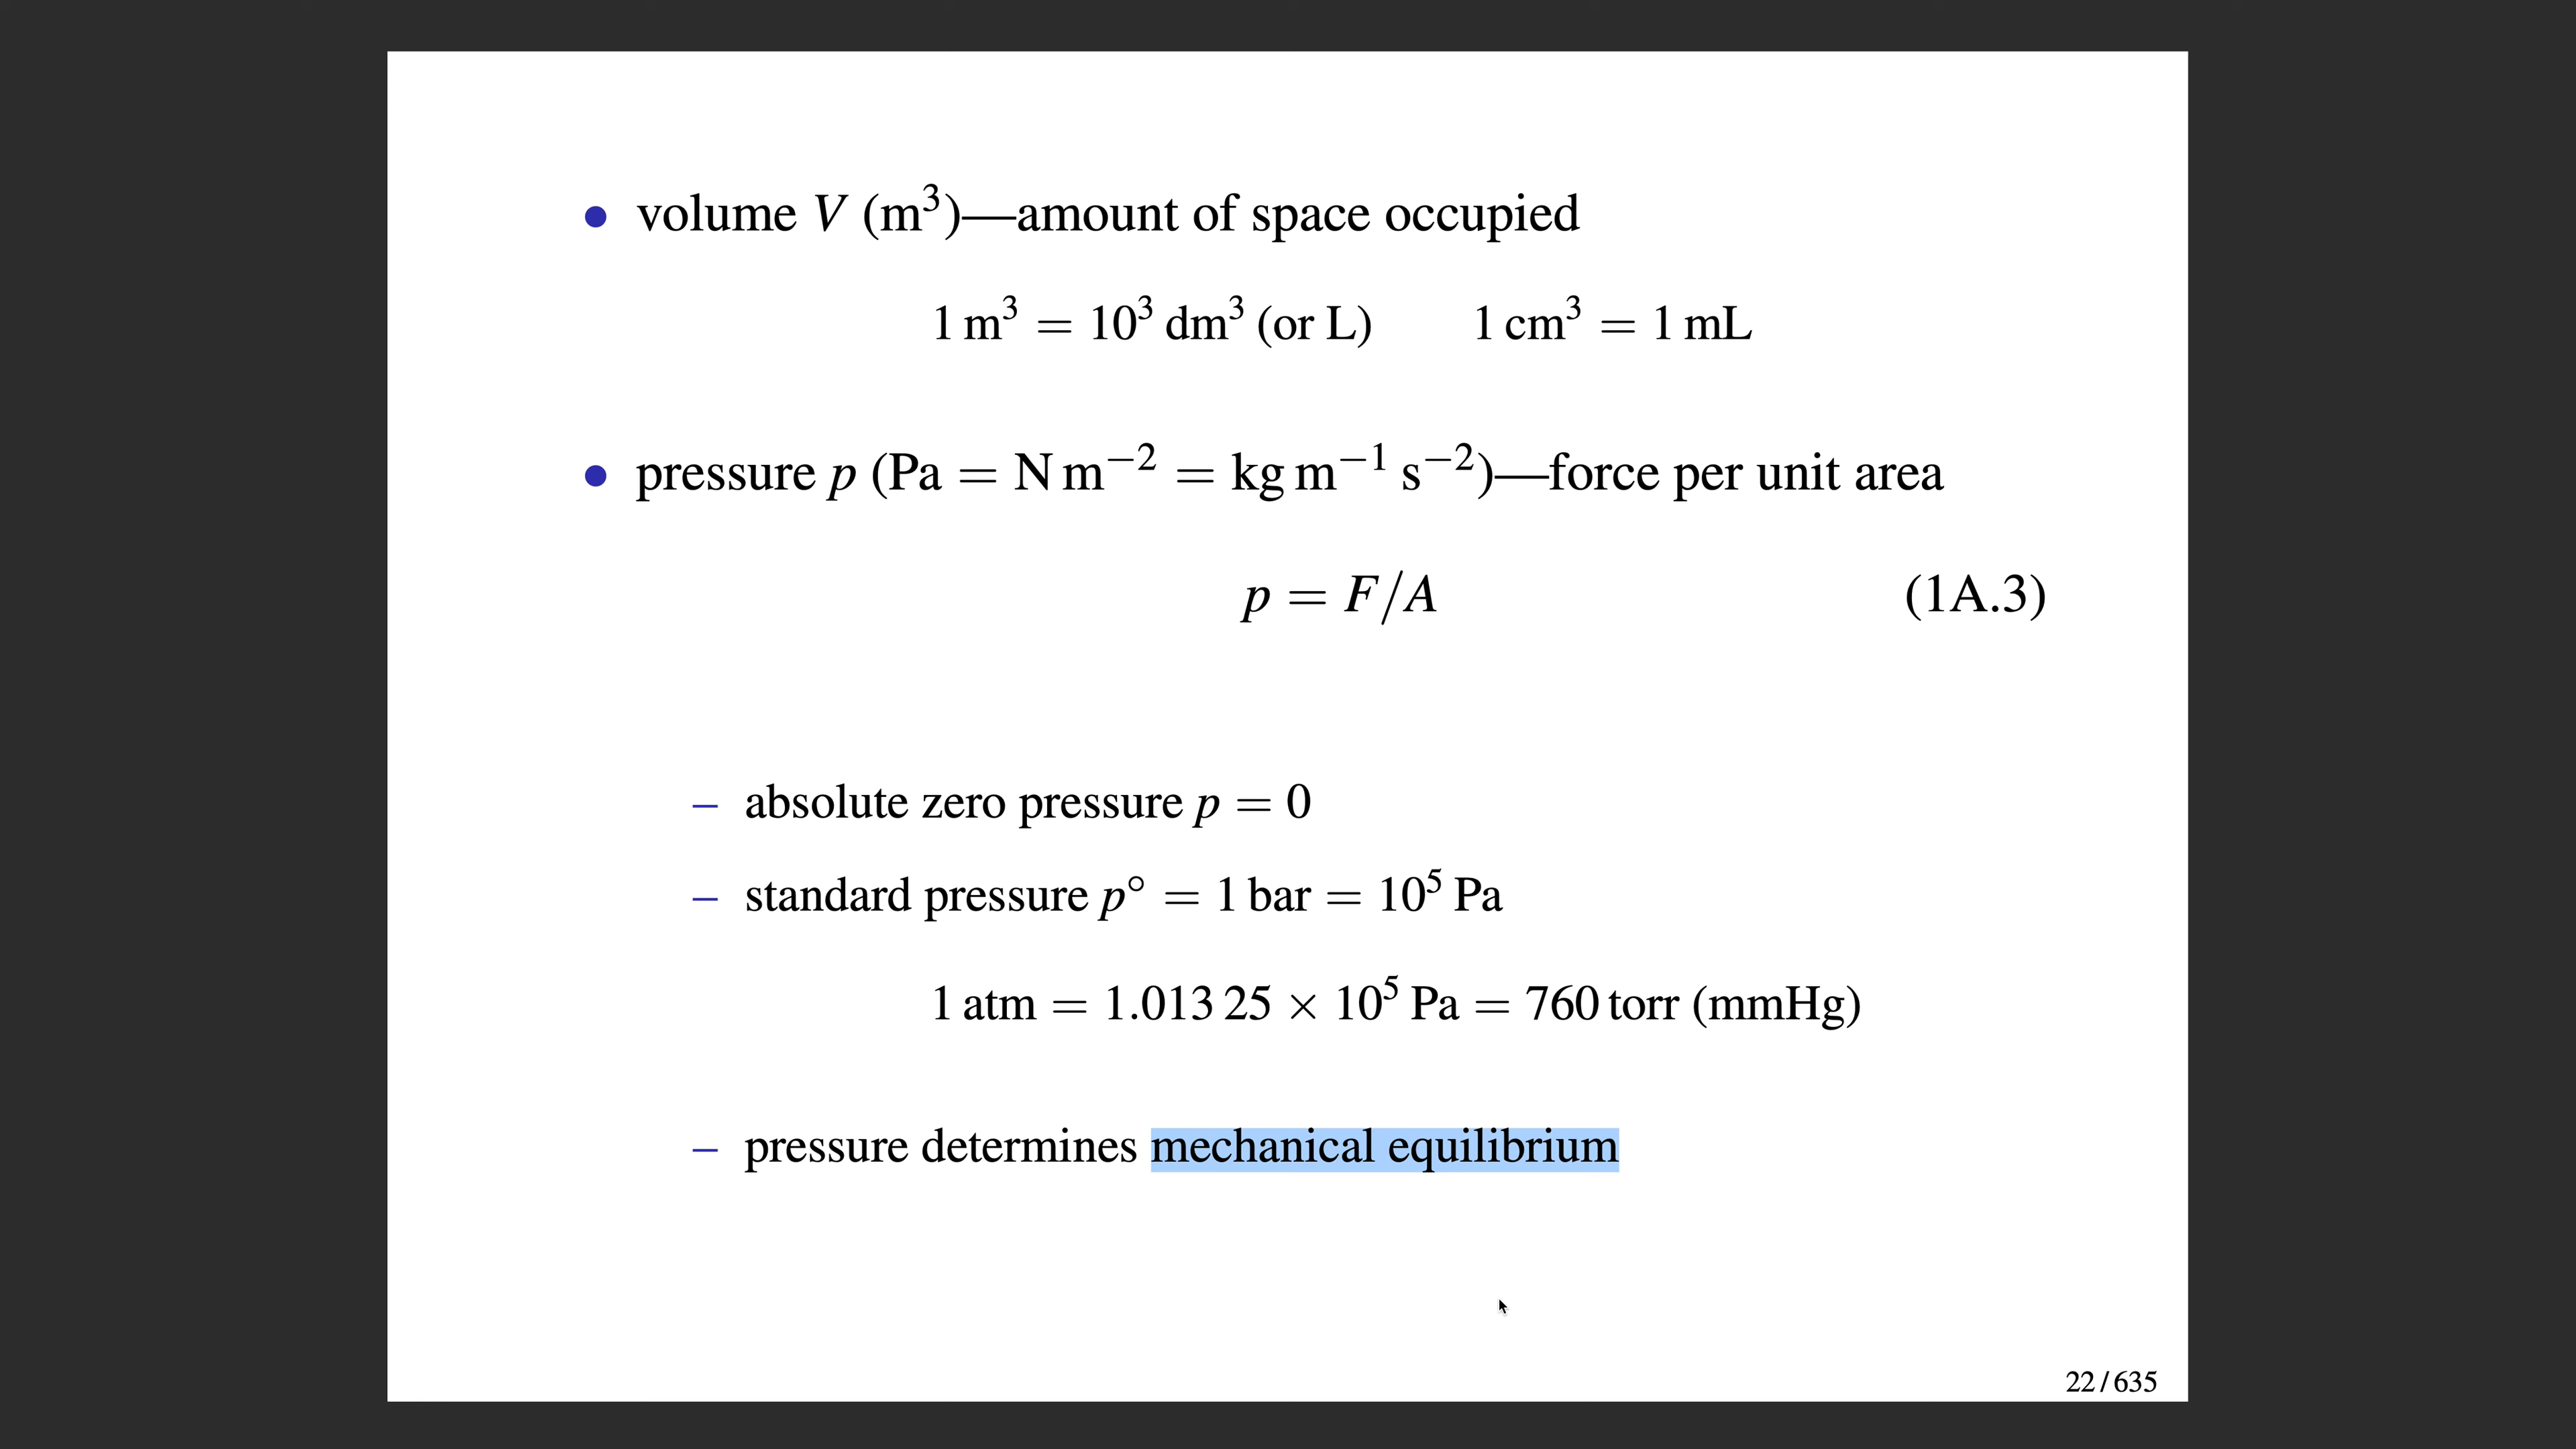 • volume V (m³)—amount of space occupied
1 m³ = 10³ dm³ (or L) 1 cm³ = 1 mL
• pressure p (Pa = N m⁻² = kg m⁻¹ s⁻²)—force per unit area
p = F/A (1A.3)
– absolute zero pressure p = 0
– standard pressure p° = 1 bar = 10⁵ Pa
1 atm = 1.013 25 × 10⁵ Pa = 760 torr (mmHg)
– pressure determines mechanical equilibrium
22 / 635